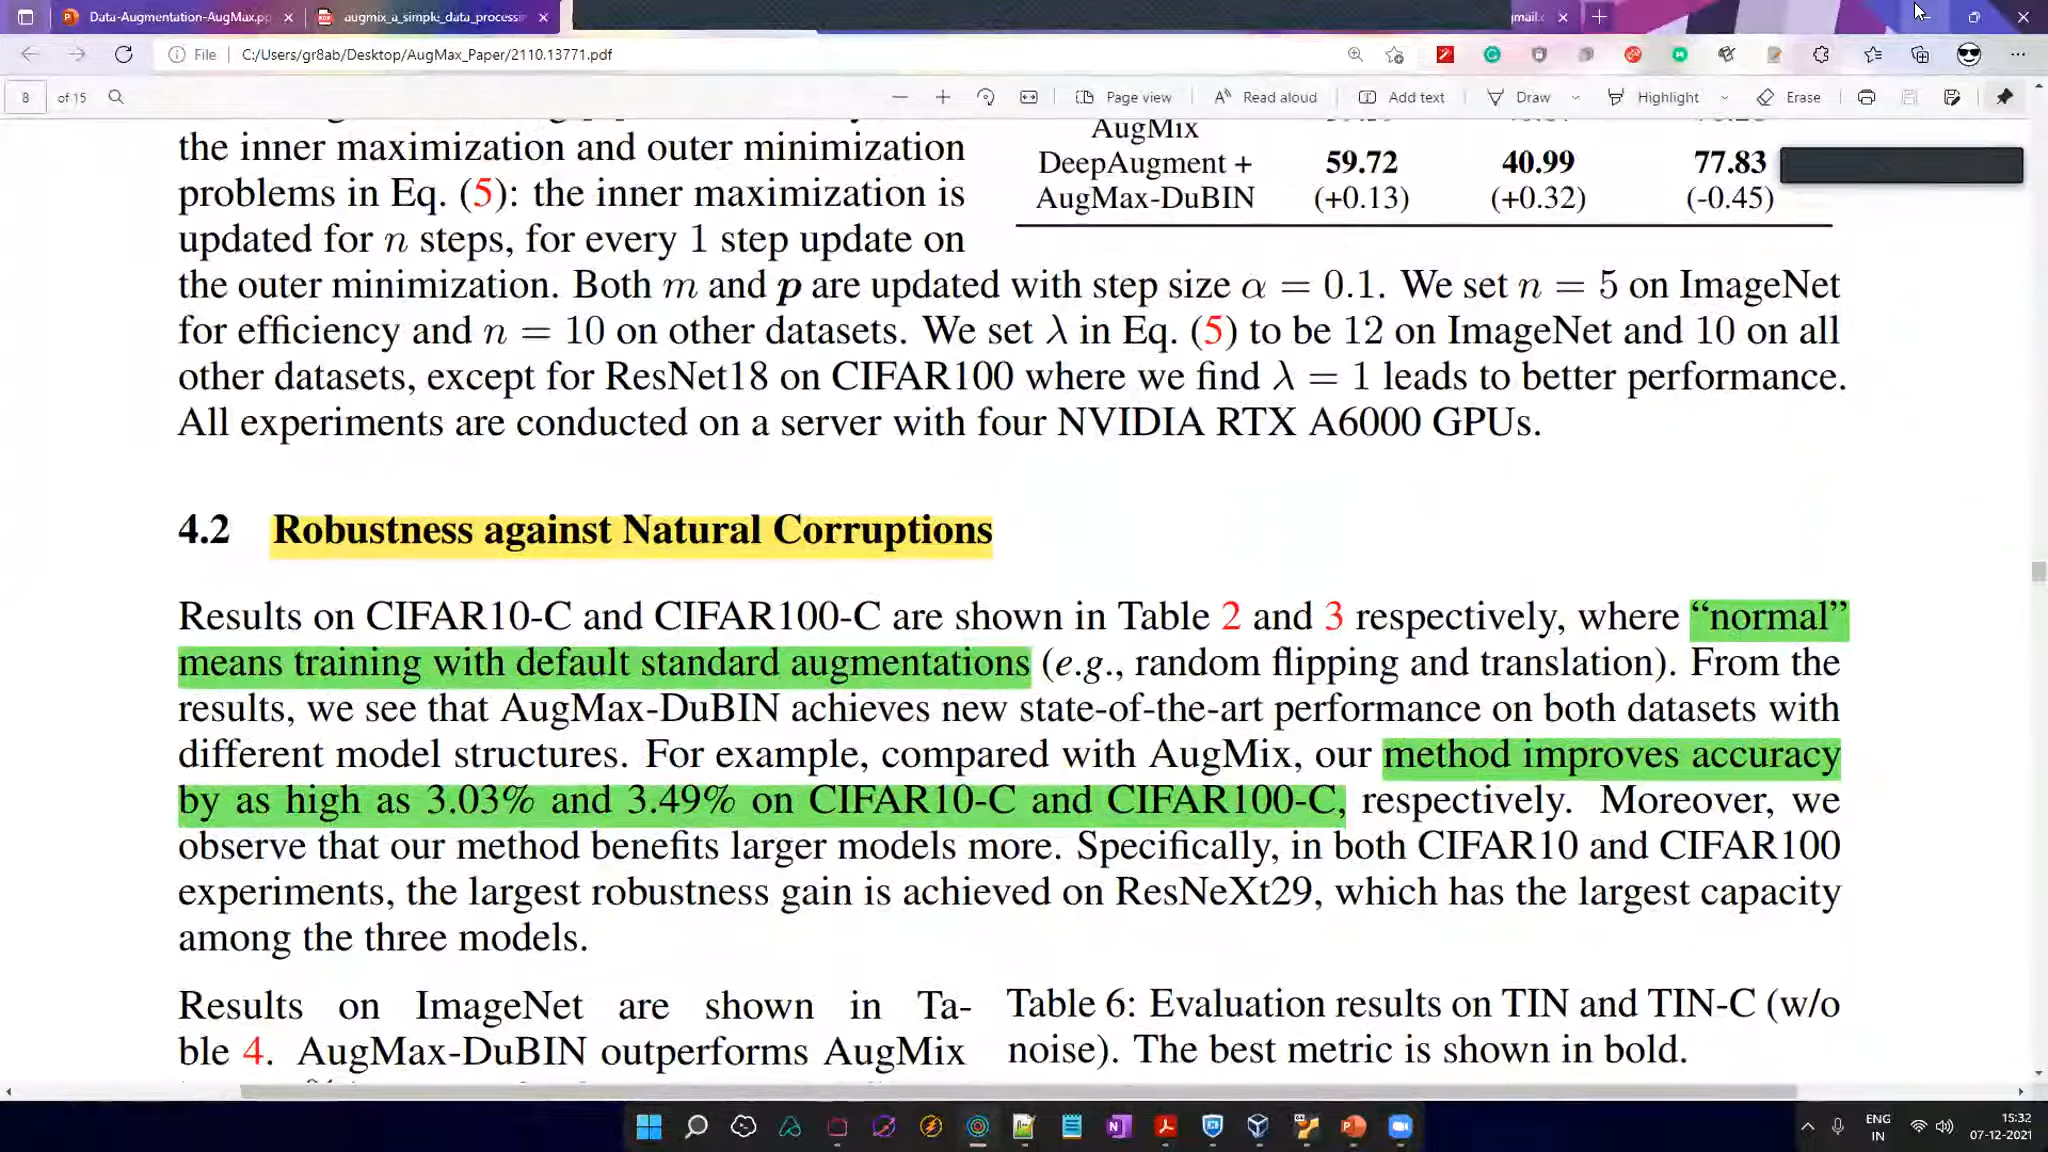 Data-Augmentation-AugMax.pp
augmix_a_simple_data_processin
gmail.c
File C:/Users/gr8ab/Desktop/AugMax_Paper/2110.13771.pdf
8 of 15
Page view
Read aloud
Add text
Draw
Highlight
Erase
AugMix
the inner maximization and outer minimization
problems in Eq. (5): the inner maximization is
updated for n steps, for every 1 step update on
DeepAugment + 59.72 40.99 77.83
AugMax-DuBIN (+0.13) (+0.32) (-0.45)
the outer minimization. Both m and p are updated with step size α = 0.1. We set n = 5 on ImageNet
for efficiency and n = 10 on other datasets. We set λ in Eq. (5) to be 12 on ImageNet and 10 on all
other datasets, except for ResNet18 on CIFAR100 where we find λ = 1 leads to better performance.
All experiments are conducted on a server with four NVIDIA RTX A6000 GPUs.
4.2 Robustness against Natural Corruptions
Results on CIFAR10-C and CIFAR100-C are shown in Table 2 and 3 respectively, where “normal”
means training with default standard augmentations (e.g., random flipping and translation). From the
results, we see that AugMax-DuBIN achieves new state-of-the-art performance on both datasets with
different model structures. For example, compared with AugMix, our method improves accuracy
by as high as 3.03% and 3.49% on CIFAR10-C and CIFAR100-C, respectively. Moreover, we
observe that our method benefits larger models more. Specifically, in both CIFAR10 and CIFAR100
experiments, the largest robustness gain is achieved on ResNeXt29, which has the largest capacity
among the three models.
Results on ImageNet are shown in Ta-
ble 4. AugMax-DuBIN outperforms AugMix
Table 6: Evaluation results on TIN and TIN-C (w/o
noise). The best metric is shown in bold.
ENG
IN
15:32
07-12-2021